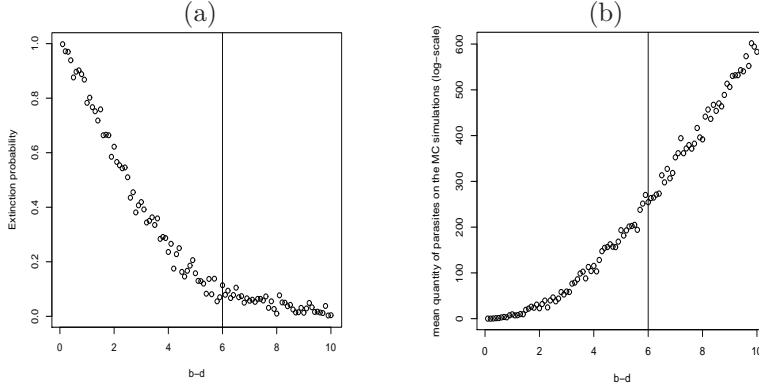 (a)
Extinction probability
1.0
0.8
0.6
0.4
0.2
0.0
0 2 4 6 8 10
b−d
(b)
mean quantity of parasites on the MC simulations (log−scale)
600
500
400
300
200
100
0
0 2 4 6 8 10
b−d